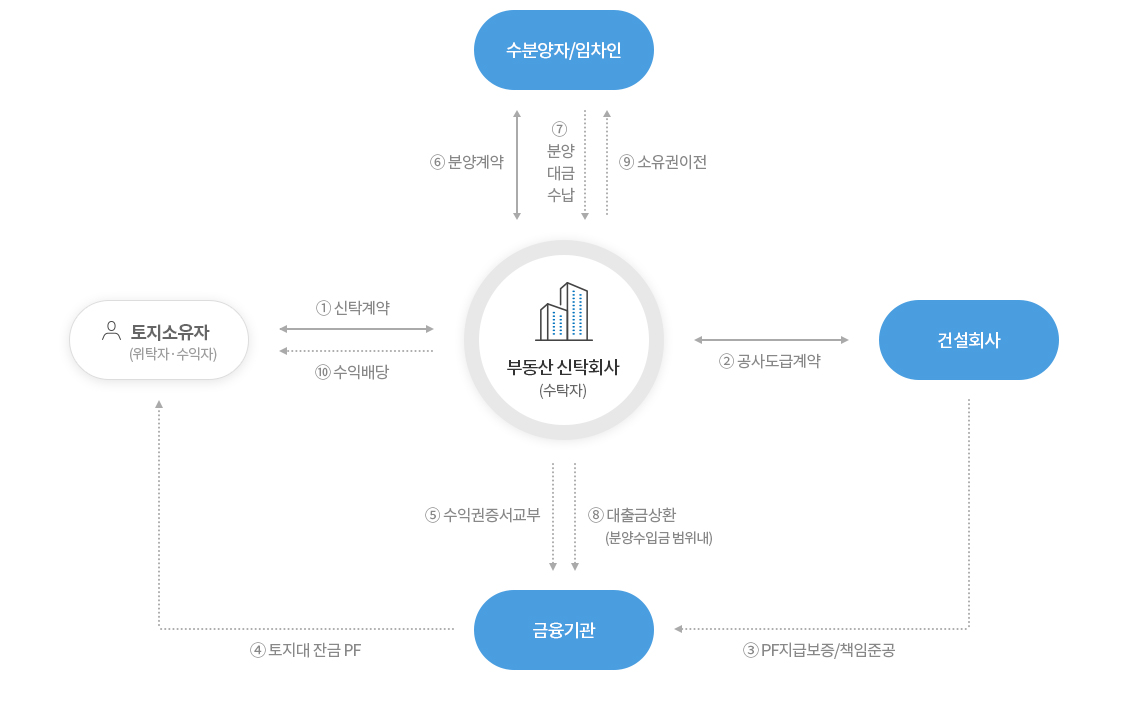 수분양자/임차인
⑥ 분양계약
⑦
분양
대금
수납
⑨ 소유권이전
① 신탁계약
토지소유자
(위탁자·수익자)
⑩ 수익배당
부동산 신탁회사
(수탁자)
건설회사
② 공사도급계약
⑤ 수익권증서교부
⑧ 대출금상환
(분양수입금 범위내)
금융기관
④ 토지대 잔금 PF
③ PF지급보증/책임준공